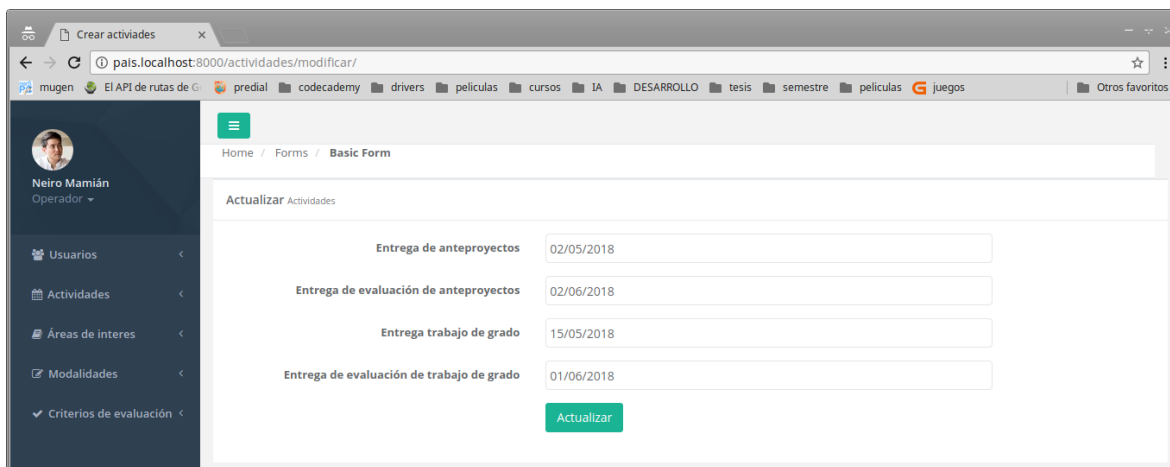 Crear activiades
pais.localhost:8000/actividades/modificar/
mugen El API de rutas de G predial codecademy drivers peliculas cursos IA DESARROLLO tesis semestre peliculas juegos Otros favoritos
Home / Forms / Basic Form
Neiro Mamián
Operador
Actualizar Actividades
Usuarios
Actividades
Áreas de interes
Modalidades
Criterios de evaluación
Entrega de anteproyectos 02/05/2018
Entrega de evaluación de anteproyectos 02/06/2018
Entrega trabajo de grado 15/05/2018
Entrega de evaluación de trabajo de grado 01/06/2018
Actualizar